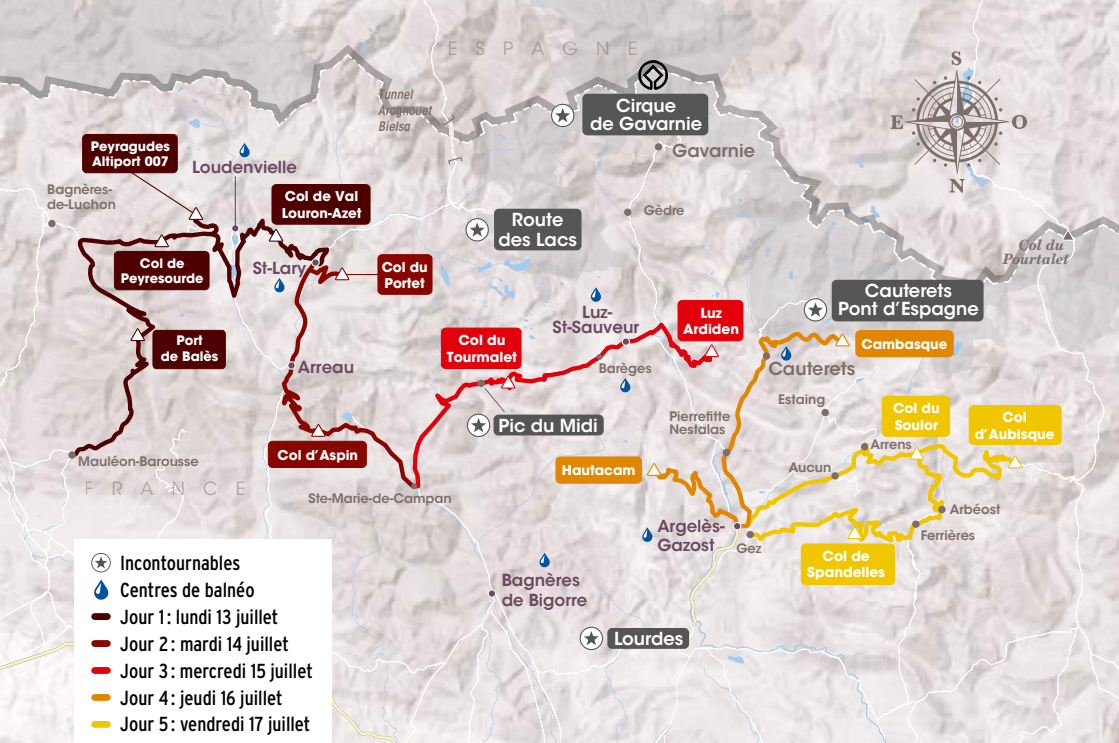 ESPAGNE
Tunnel
Aragnouet
Bielsa
Cirque
de Gavarnie
Gavarnie
Gèdre
S
E
O
N
Peyragudes
Altiport 007
Loudenvielle
Bagnères-
de-Luchon
Col de Val
Louron-Azet
Route
des Lacs
Col du
Pourtalet
Col de
Peyresourde
St-Lary
Col du
Portet
Cauterets
Pont d'Espagne
Luz-
St-Sauveur
Luz
Ardiden
Port
de Balès
Col du
Tourmalet
Cambasque
Barèges
Cauterets
Arreau
Estaing
Pic du Midi
Pierrefitte
Nestalas
Col du
Soulor
Col
d'Aubisque
Arrens
Col d'Aspin
Mauléon-Barousse
Hautacam
Aucun
FRANCE
Ste-Marie-de-Campan
Arbéost
Ferrières
Argelès-
Gazost
Gez
Col de
Spandelles
Bagnères
de Bigorre
Lourdes
Incontournables
Centres de balnéo
Jour 1 : lundi 13 juillet
Jour 2 : mardi 14 juillet
Jour 3 : mercredi 15 juillet
Jour 4 : jeudi 16 juillet
Jour 5 : vendredi 17 juillet